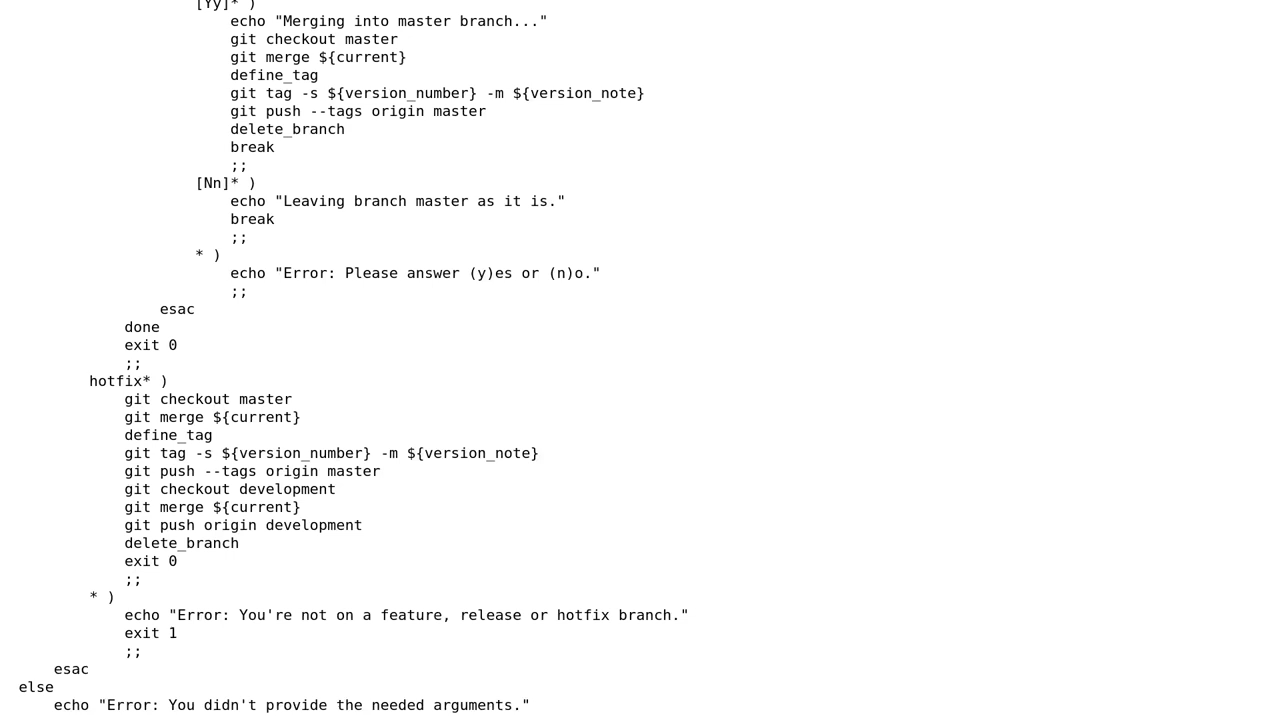 [Yy]* )
echo "Merging into master branch..."
git checkout master
git merge ${current}
define_tag
git tag -s ${version_number} -m ${version_note}
git push --tags origin master
delete_branch
break
;;
[Nn]* )
echo "Leaving branch master as it is."
break
;;
* )
echo "Error: Please answer (y)es or (n)o."
;;
esac
done
exit 0
;;
hotfix* )
git checkout master
git merge ${current}
define_tag
git tag -s ${version_number} -m ${version_note}
git push --tags origin master
git checkout development
git merge ${current}
git push origin development
delete_branch
exit 0
;;
* )
echo "Error: You're not on a feature, release or hotfix branch."
exit 1
;;
esac
else
echo "Error: You didn't provide the needed arguments."